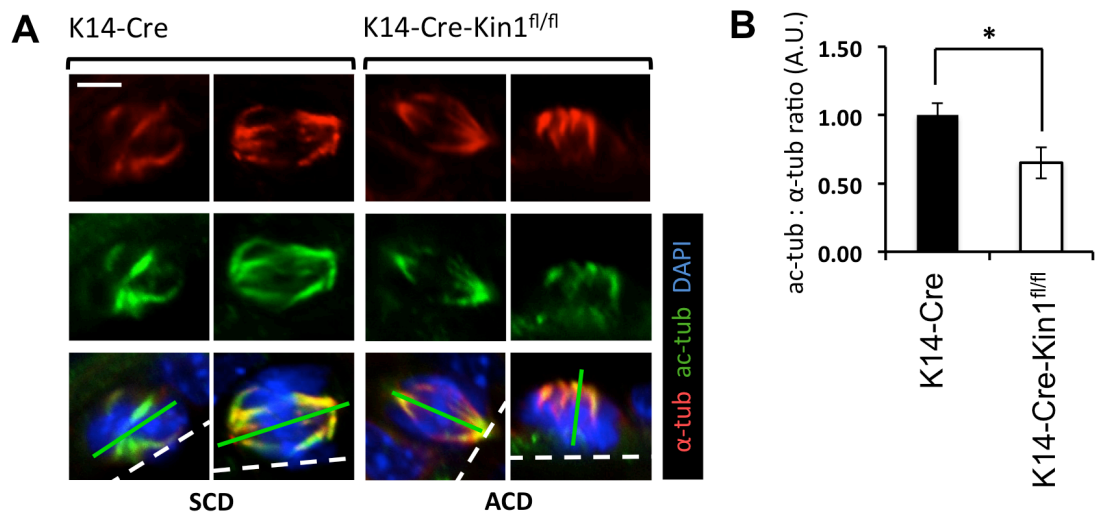 A
K14-Cre
K14-Cre-Kin1fl/fl
α-tub ac-tub DAPI
SCD
ACD
B
ac-tub : α-tub ratio (A.U.)
1.50
1.00
0.50
0.00
*
K14-Cre
K14-Cre-Kin1fl/fl